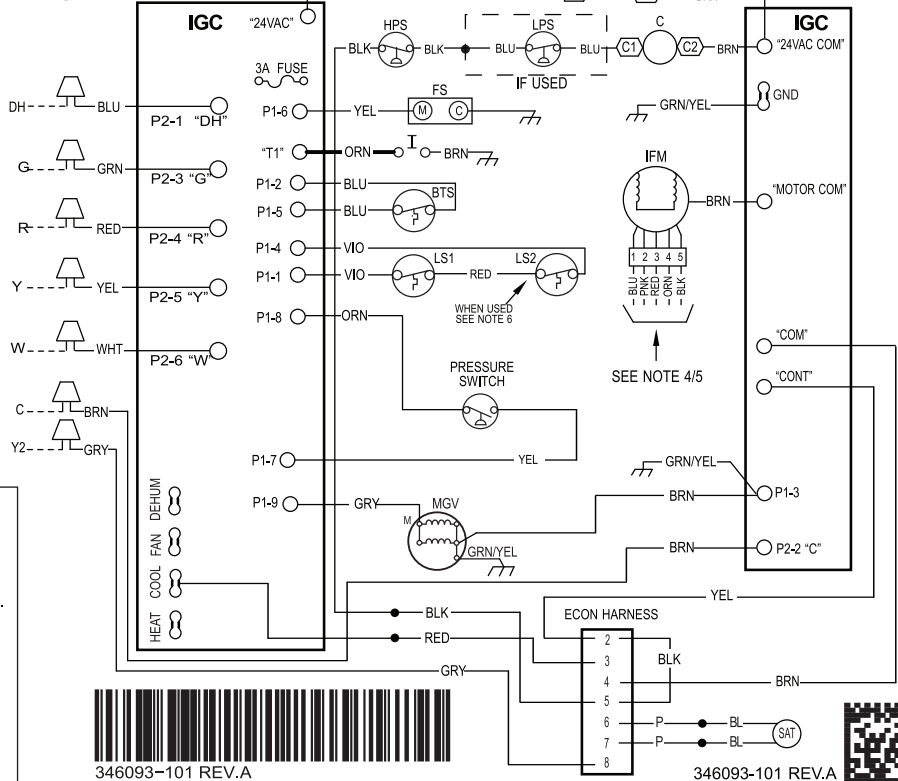 IGC
"24VAC"
3A FUSE
DH
BLU
P2-1 "DH"
G
GRN
P2-3 "G"
R
RED
P2-4 "R"
Y
YEL
P2-5 "Y"
W
WHT
P2-6 "W"
C
BRN
Y2
GRY
DEHUM
FAN
COOL
HEAT
P1-6
"T1"
P1-2
P1-5
P1-4
P1-1
P1-8
P1-7
P1-9
BLK
HPS
BLK
BLU
LPS
BLU
IF USED
C1
C
C2
BRN
YEL
FS
M
C
ORN
I
BRN
BLU
BTS
BLU
VIO
VIO
LS1
RED
LS2
WHEN USED
SEE NOTE 6
ORN
PRESSURE
SWITCH
YEL
GRY
MGV
M
GRN/YEL
BRN
BRN
GRN/YEL
IFM
BRN
1 2 3 4 5
BLU
PNK
RED
ORN
BLK
SEE NOTE 4/5
IGC
"24VAC COM"
GND
GRN/YEL
"MOTOR COM"
"COM"
"CONT"
GRN/YEL
P1-3
P2-2 "C"
YEL
BLK
RED
GRY
ECON HARNESS
2
3
4
5
6
7
8
BLK
BRN
P
BL
P
BL
SAT
346093-101 REV.A
346093-101 REV.A